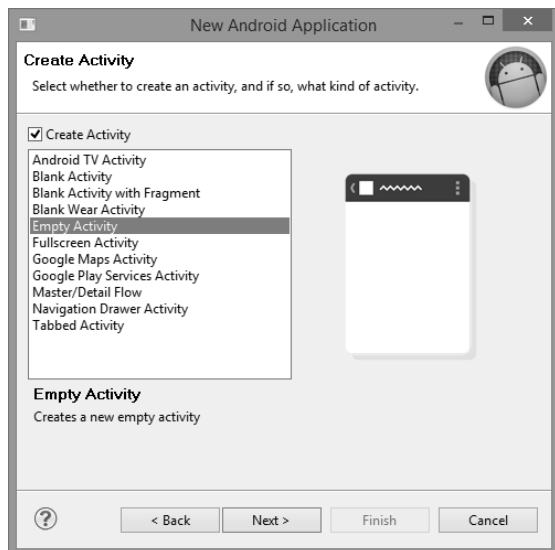 New Android Application
Create Activity
Select whether to create an activity, and if so, what kind of activity.
Create Activity
Android TV Activity
Blank Activity
Blank Activity with Fragment
Blank Wear Activity
Empty Activity
Fullscreen Activity
Google Maps Activity
Google Play Services Activity
Master/Detail Flow
Navigation Drawer Activity
Tabbed Activity
Empty Activity
Creates a new empty activity
? < Back Next > Finish Cancel